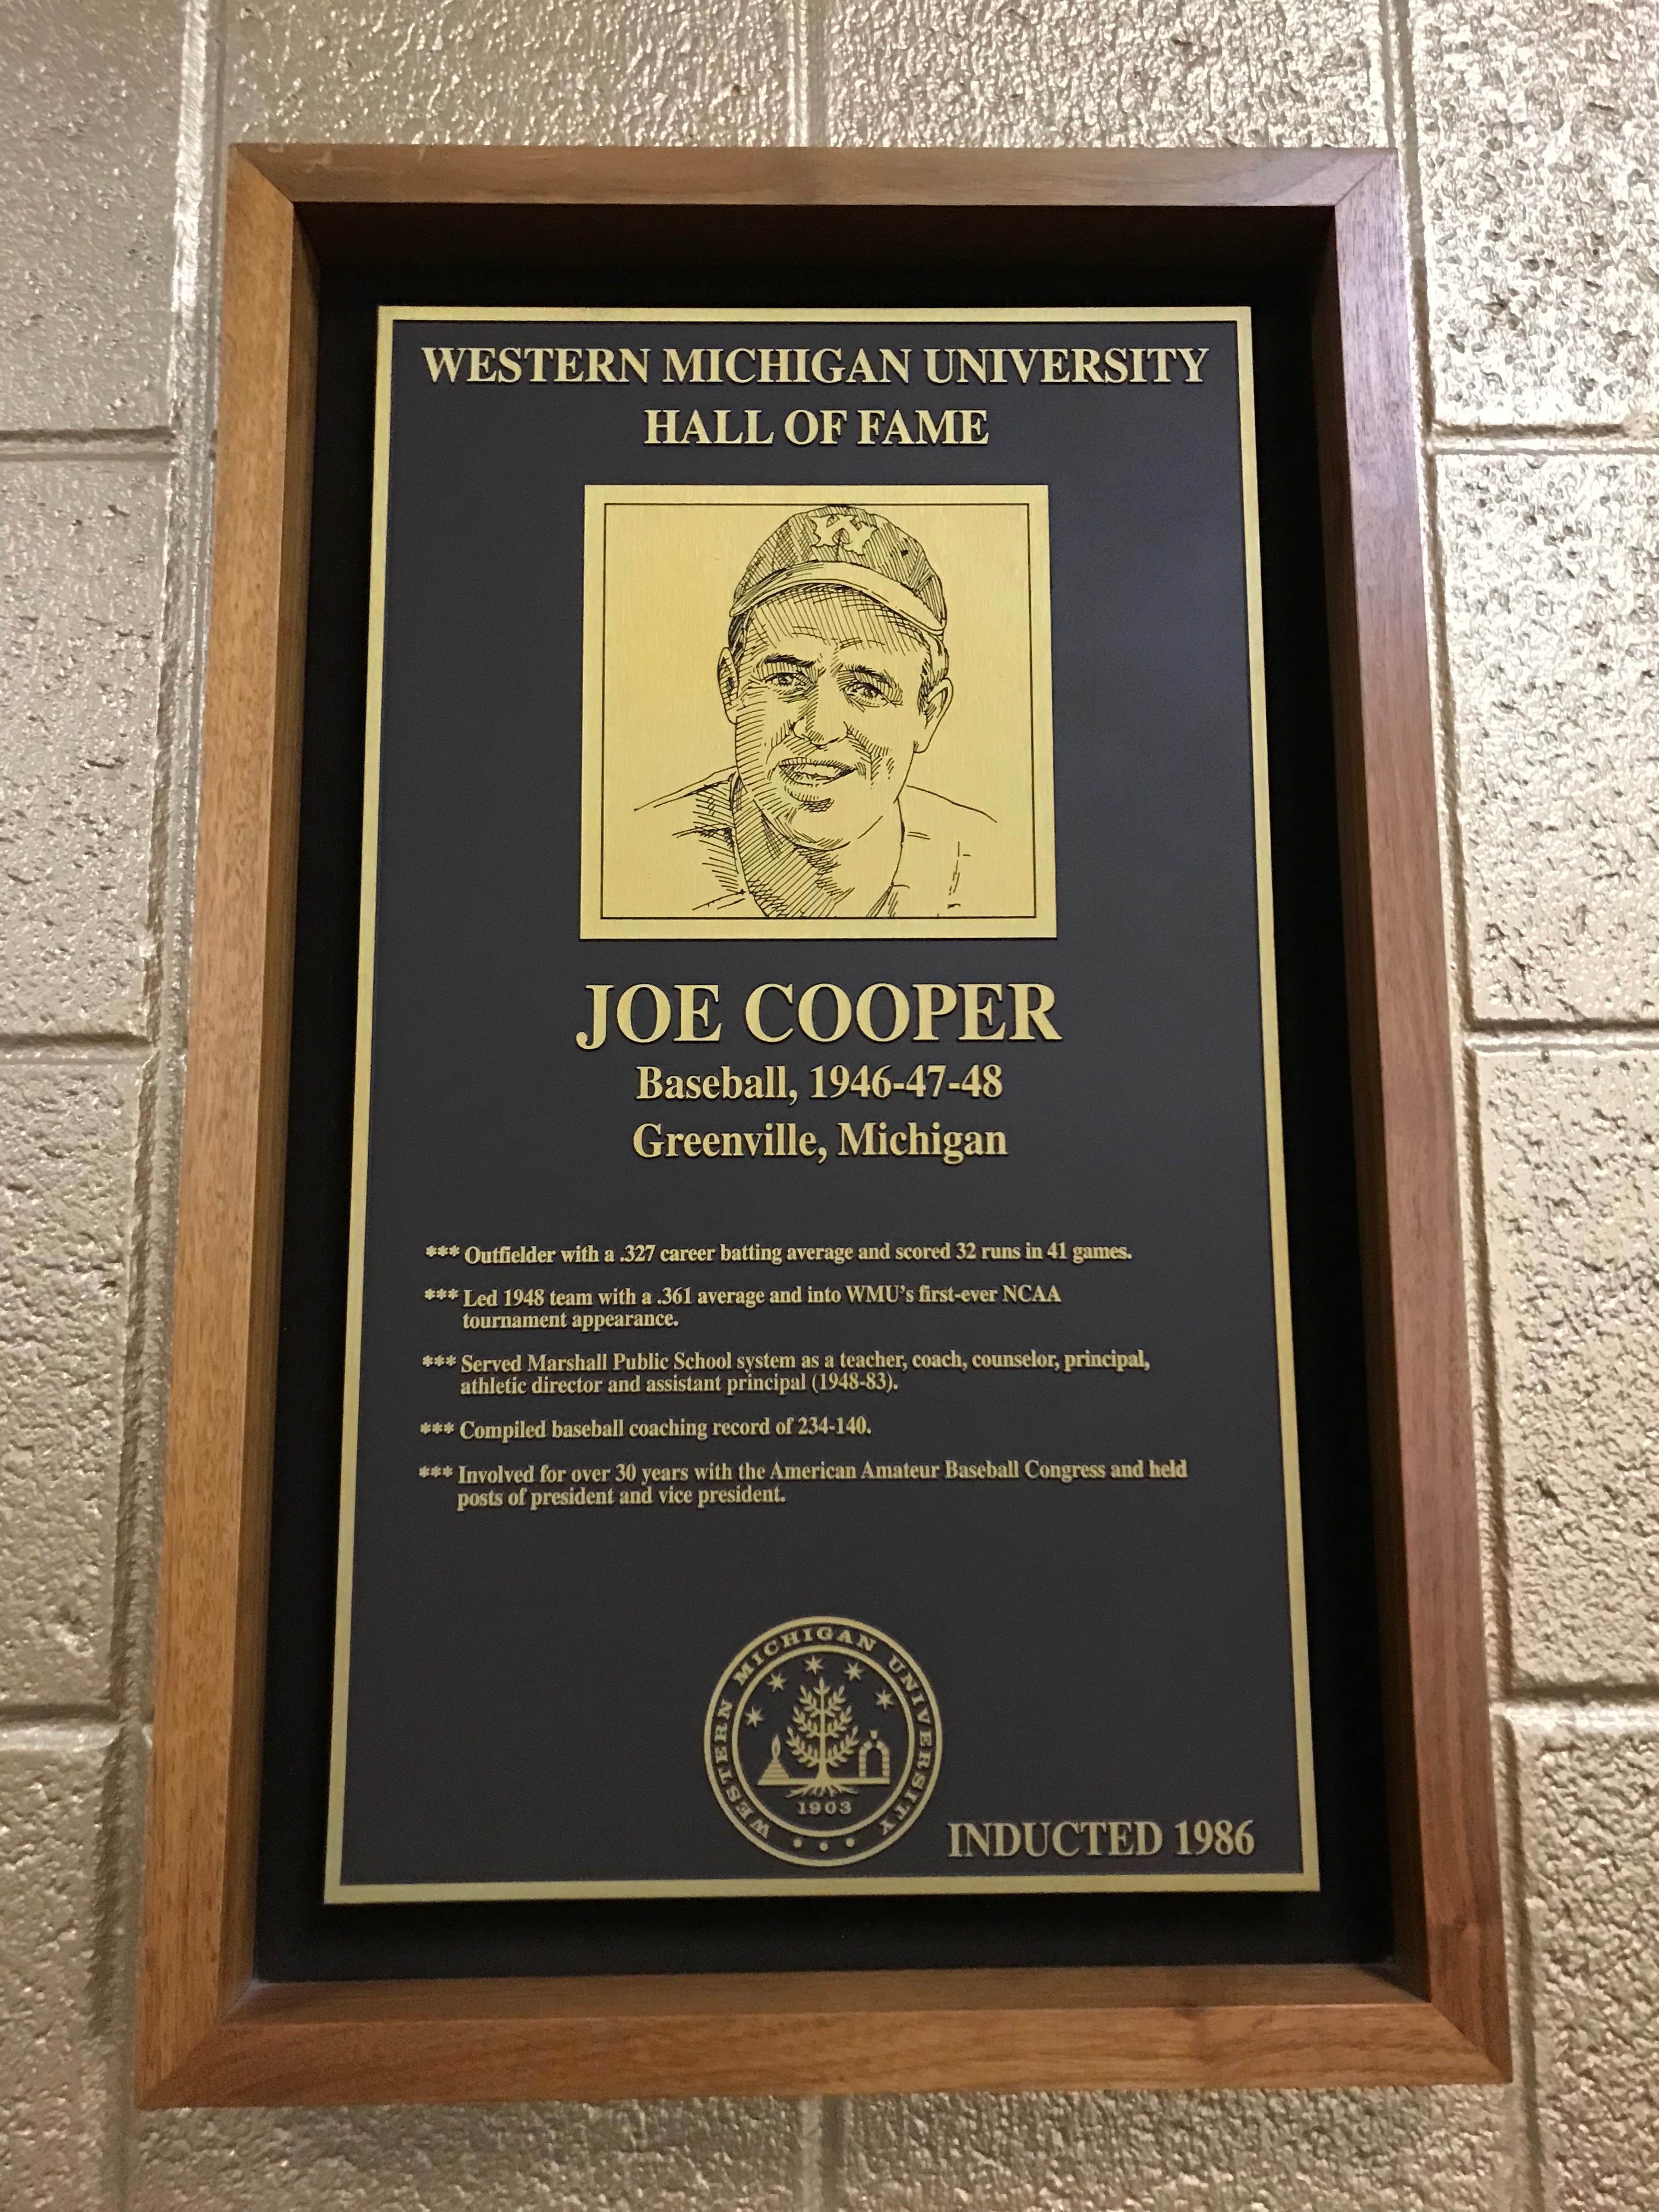 WESTERN MICHIGAN UNIVERSITY
HALL OF FAME
W
JOE COOPER
Baseball, 1946-47-48
Greenville, Michigan
*** Outfielder with a .327 career batting average and scored 32 runs in 41 games.
*** Led 1948 team with a .361 average and into WMU's first-ever NCAA
tournament appearance.
*** Served Marshall Public School system as a teacher, coach, counselor, principal,
athletic director and assistant principal (1948-83).
*** Compiled baseball coaching record of 234-140.
*** Involved for over 30 years with the American Amateur Baseball Congress and held
posts of president and vice president.
WESTERN MICHIGAN UNIVERSITY
1903
INDUCTED 1986